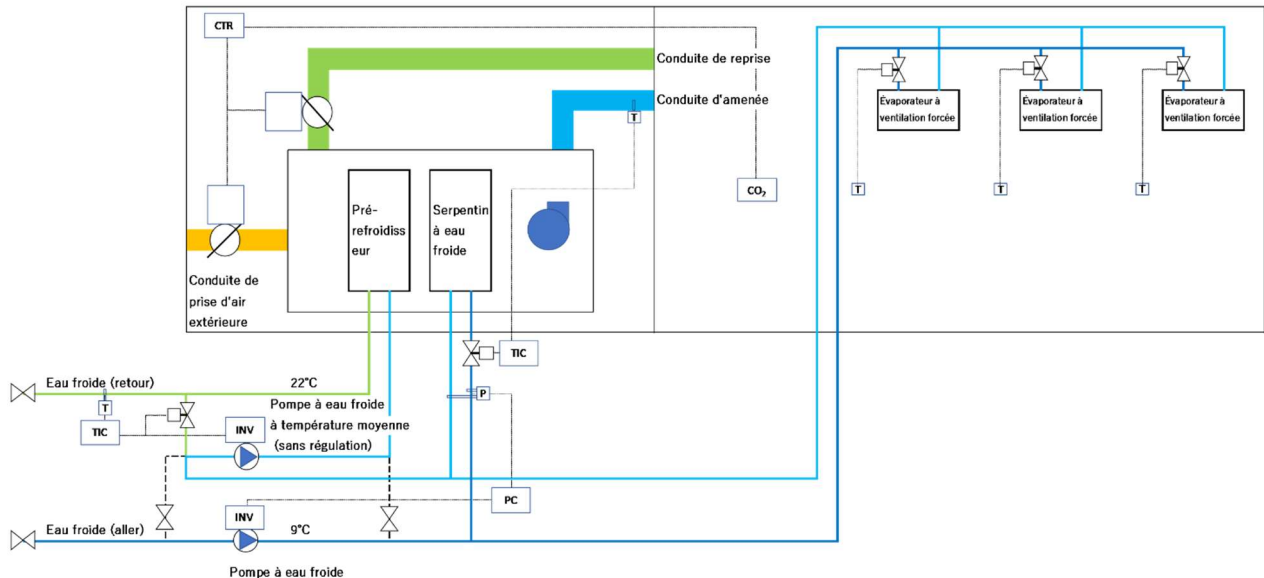 CTR
Conduite de reprise
Conduite d'amenée
T
Évaporateur à
ventilation forcée
Évaporateur à
ventilation forcée
Évaporateur à
ventilation forcée
T
T
T
CO₂
Pré-
refroidiss
eur
Serpentin
à eau
froide
Conduite de
prise d'air
extérieure
TIC
Eau froide (retour)
22°C
P
T
TIC
INV
Pompe à eau froide
à température moyenne
(sans régulation)
PC
INV
Eau froide (aller)
9°C
Pompe à eau froide